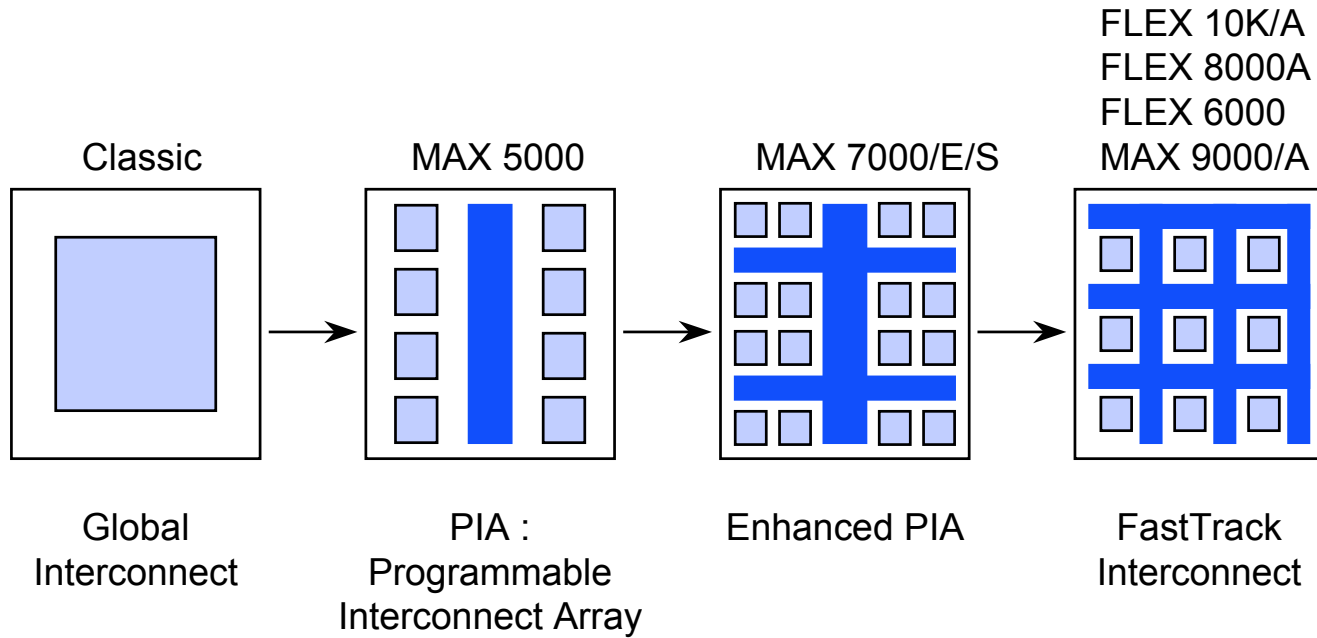 FLEX 10K/A
FLEX 8000A
FLEX 6000
Classic
MAX 5000
MAX 7000/E/S
MAX 9000/A
Global
Interconnect
PIA :
Programmable
Interconnect Array
Enhanced PIA
FastTrack
Interconnect